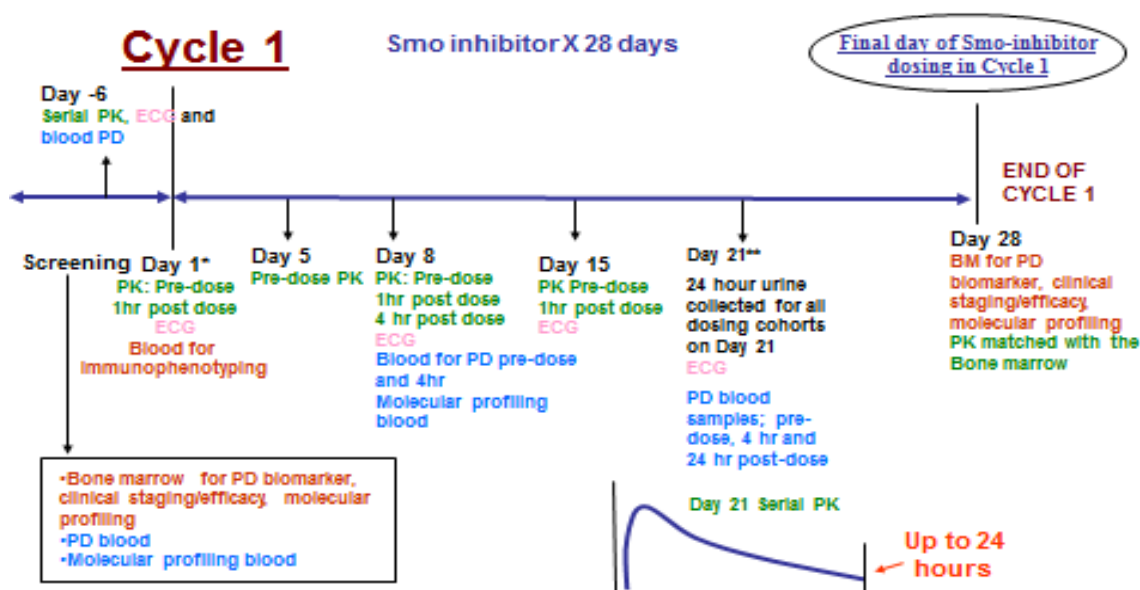 Cycle 1
Smo inhibitor X 28 days
Final day of Smo-inhibitor
dosing in Cycle 1
Day -6
Serial PK, ECG and
blood PD
END OF
CYCLE 1
Screening
Day 1*
PK: Pre-dose
1hr post dose
ECG
Blood for
immunophenotyping
Day 5
Pre-dose PK
Day 8
PK: Pre-dose
1hr post dose
4 hr post dose
ECG
Blood for PD pre-dose
and 4hr
Molecular profiling
blood
Day 15
PK Pre-dose
1hr post dose
ECG
Day 21**
24 hour urine
collected for all
dosing cohorts
on Day 21
ECG
PD blood
samples; pre-
dose, 4 hr and
24 hr post-dose
Day 28
BM for PD
biomarker, clinical
staging/efficacy,
molecular profiling
PK matched with the
Bone marrow
•Bone marrow for PD biomarker,
clinical staging/efficacy, molecular
profiling
•PD blood
•Molecular profiling blood
Day 21 Serial PK
Up to 24
hours